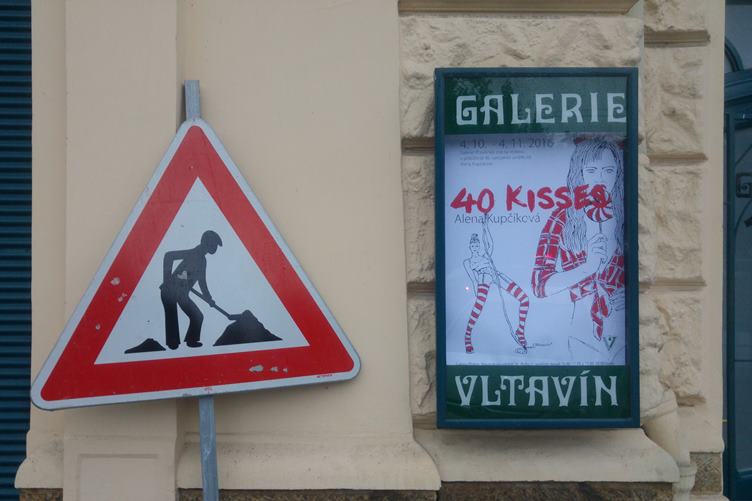 GALERIE
4. 10. - 4. 11. 2016
40 KISSES
Alena Kupčíková
VLTAVÍN